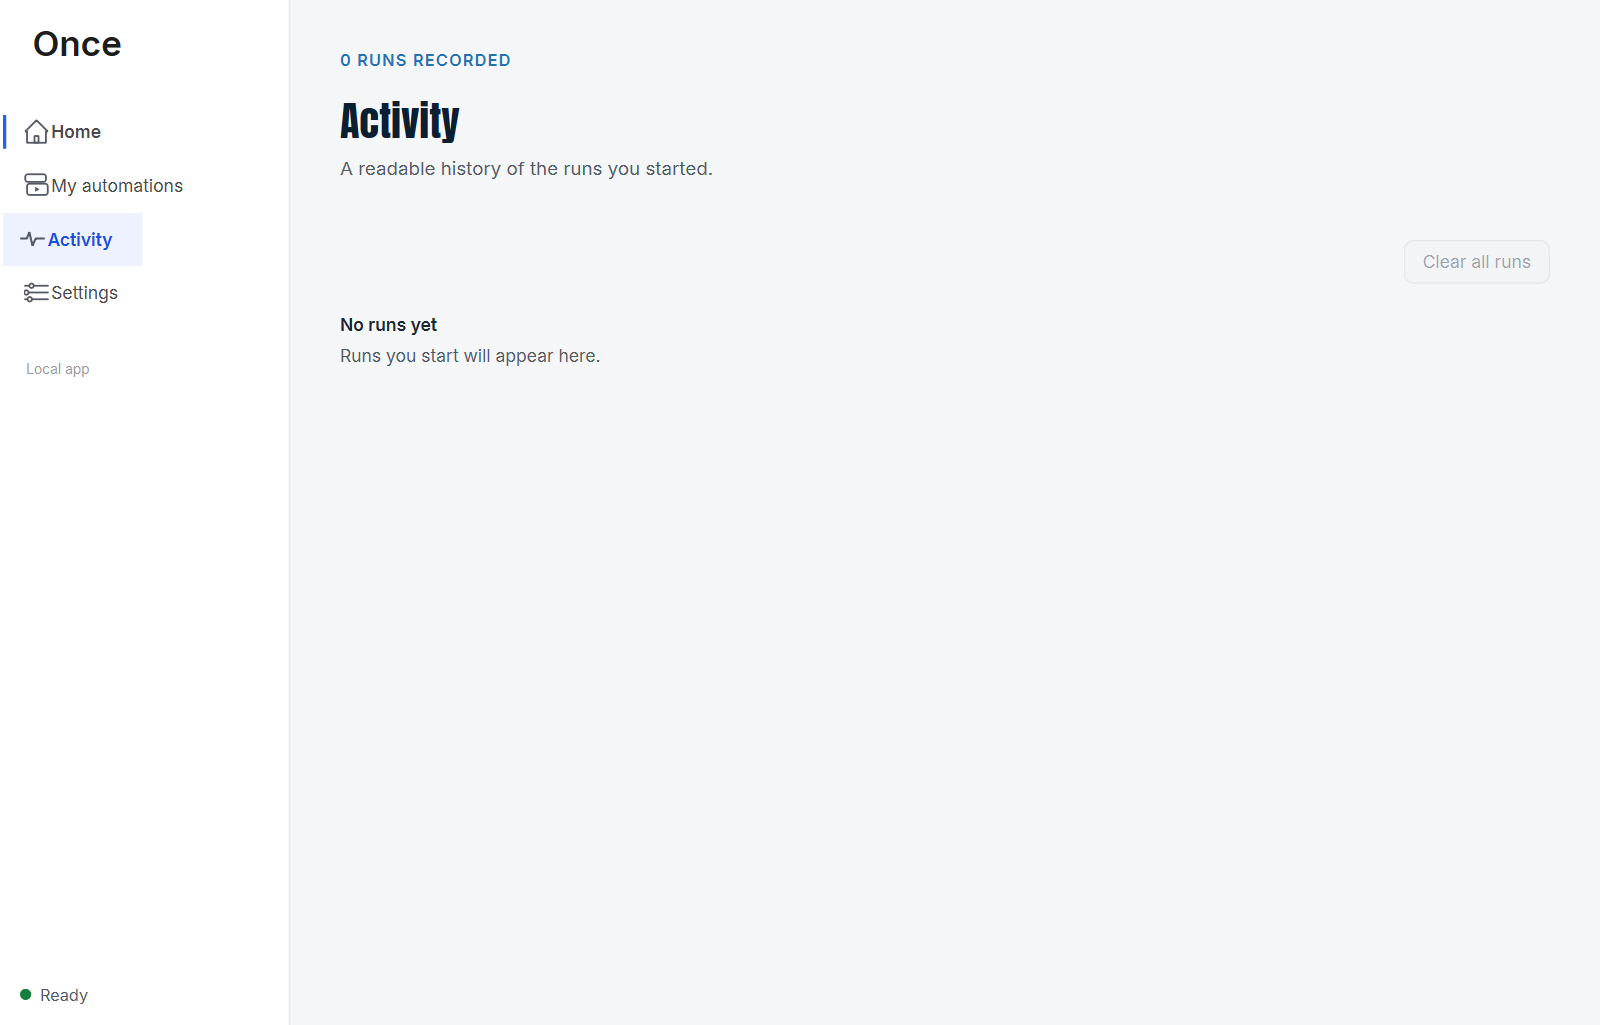 Once
Home
My automations
Activity
Settings
Local app
Ready
0 RUNS RECORDED
Activity
A readable history of the runs you started.
Clear all runs
No runs yet
Runs you start will appear here.